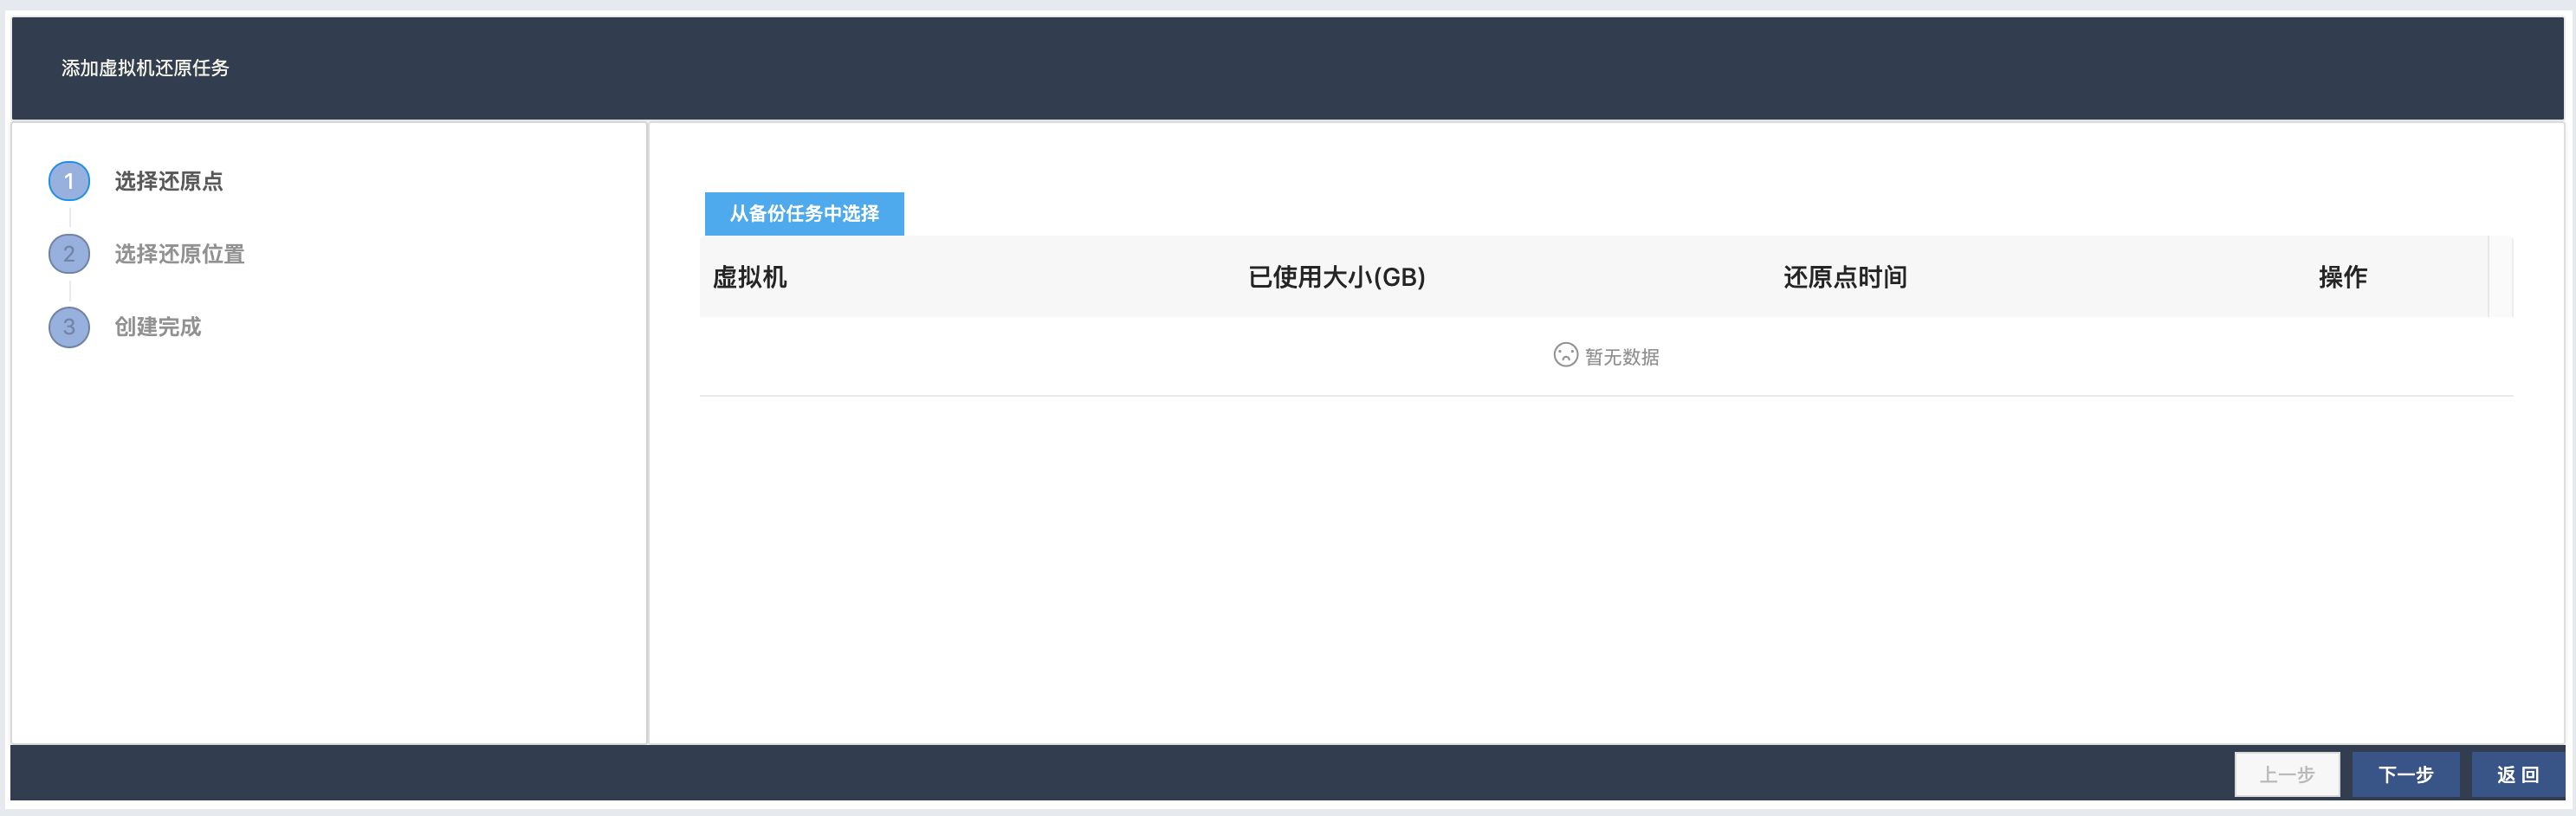 添加虚拟机还原任务
1 选择还原点
2 选择还原位置
3 创建完成
从备份任务中选择
虚拟机 已使用大小(GB) 还原点时间 操作
暂无数据
上一步 下一步 返回